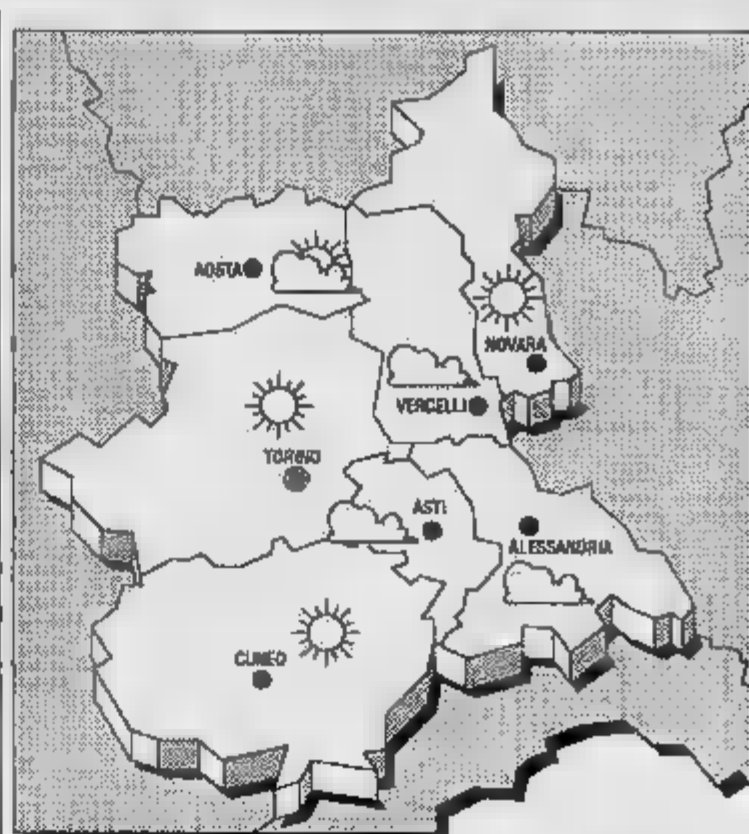 AOSTA
NOVARA
VERCELLI
TORINO
ASTI
ALESSANDRIA
CUNEO